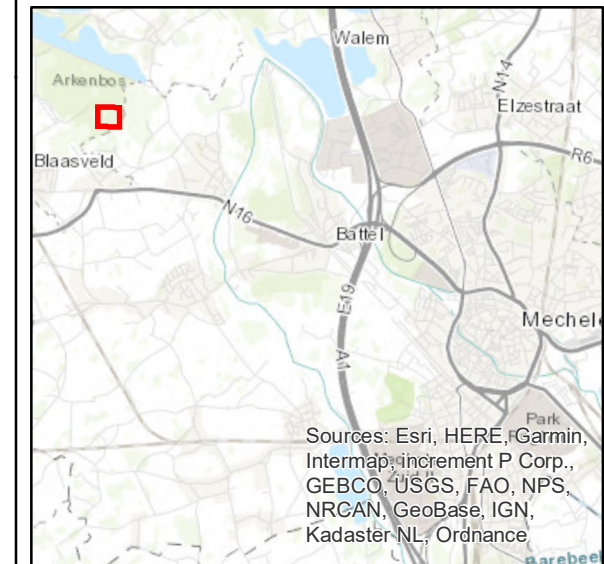 Walem
Arkenbos
N14
Elzestraat
Blaasveld
R6
N16
Battel
E19
Mechel
A1
Park
Sources: Esri, HERE, Garmin,
Intermap, increment P Corp.,
GEBCO, USGS, FAO, NPS,
NRCAN, GeoBase, IGN,
Kadaster NL, Ordnance
Barebeek